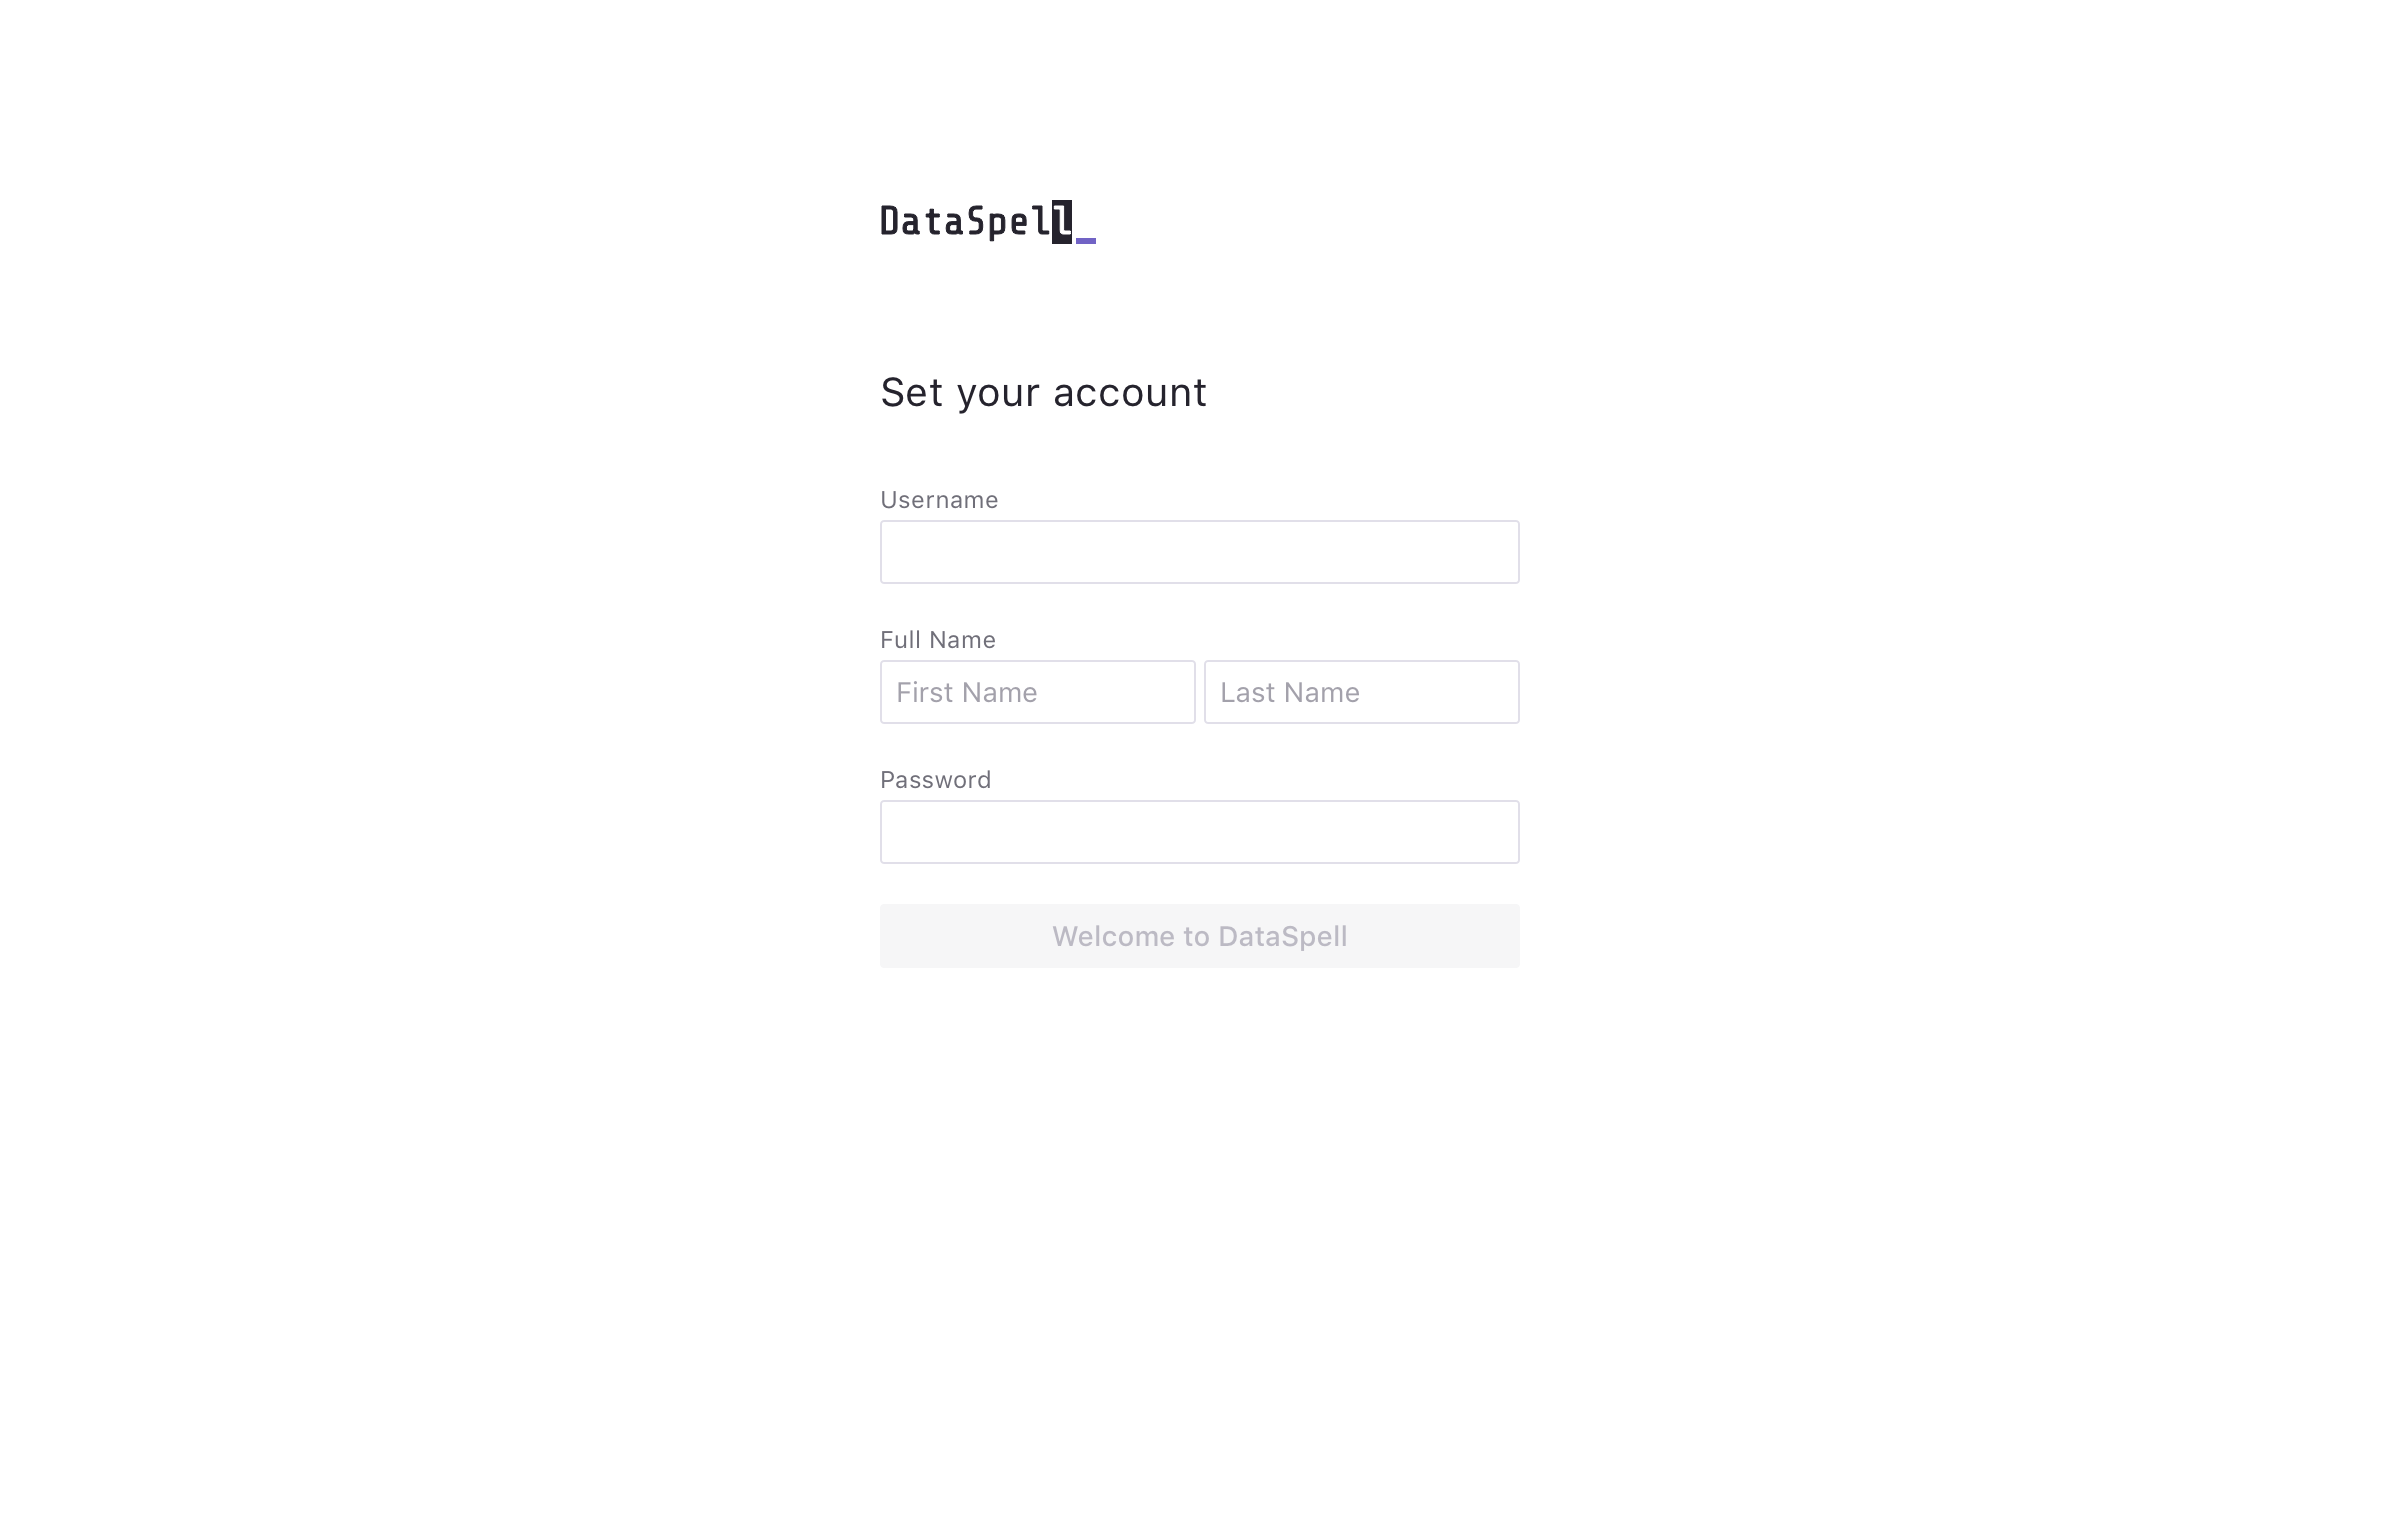 DataSpell_
Set your account
Username
Full Name
First Name Last Name
Password
Welcome to DataSpell